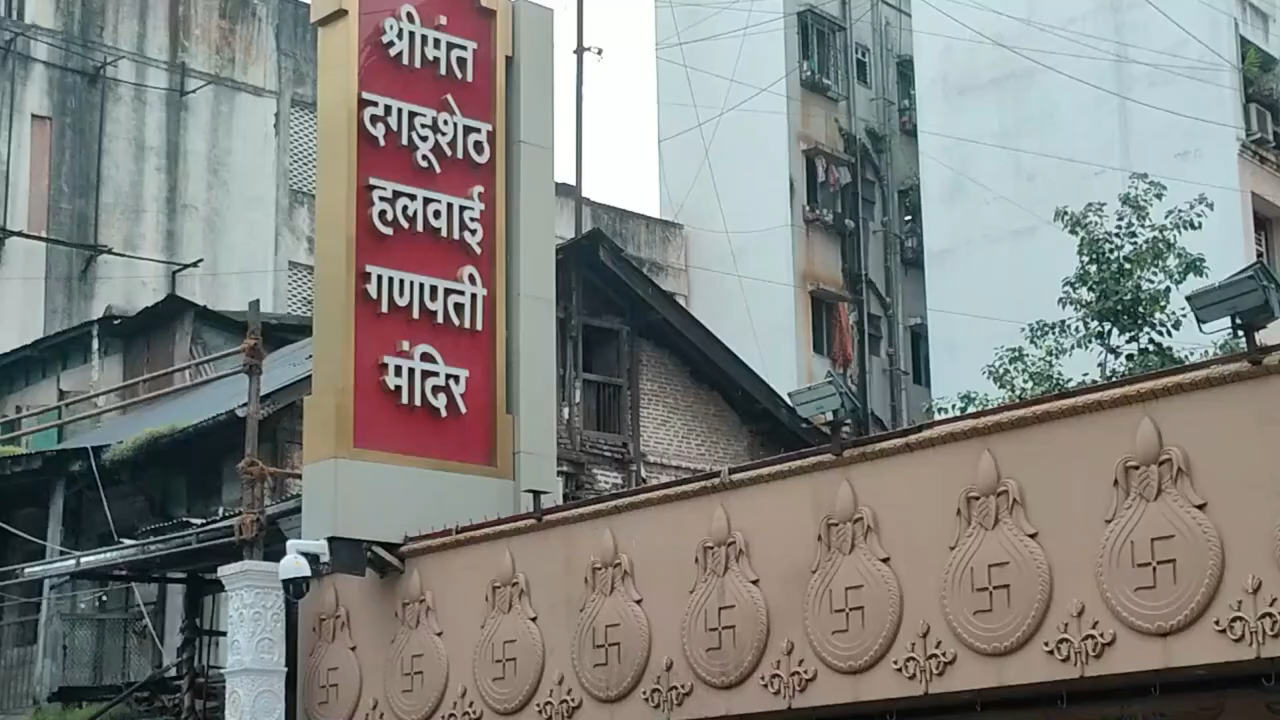 श्रीमंत
दगडूशेठ
हलवाई
गणपती
मंदिर